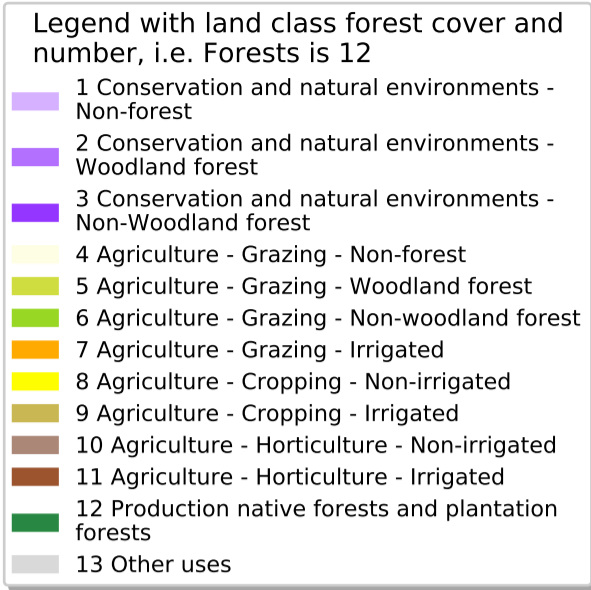 Legend with land class forest cover and
number, i.e. Forests is 12
1 Conservation and natural environments -
Non-forest
2 Conservation and natural environments -
Woodland forest
3 Conservation and natural environments -
Non-Woodland forest
4 Agriculture - Grazing - Non-forest
5 Agriculture - Grazing - Woodland forest
6 Agriculture - Grazing - Non-woodland forest
7 Agriculture - Grazing - Irrigated
8 Agriculture - Cropping - Non-irrigated
9 Agriculture - Cropping - Irrigated
10 Agriculture - Horticulture - Non-irrigated
11 Agriculture - Horticulture - Irrigated
12 Production native forests and plantation
forests
13 Other uses